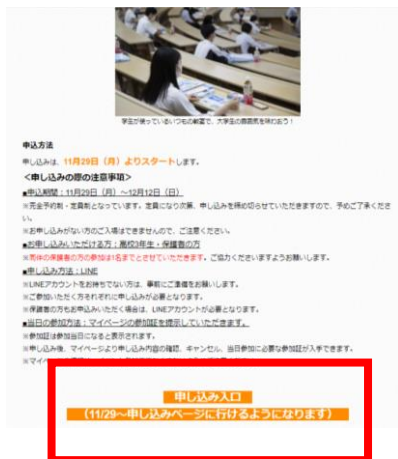 学生が使っているいつもの教室で、大学生の雰囲気を味わおう！
申込方法
申し込みは、11月29日（月）よりスタートします。
＜申し込みの際の注意事項＞
■申込期間：11月29日（月）～12月12日（日）
※完全予約制・定員制となっています。定員になり次第、申し込みを締め切らせていただきますので、予めご了承くださ
い。
※お申し込みがない方のご入場はできませんので、ご注意ください。
■お申し込みいただける方：高校3年生・保護者の方
※同伴の保護者の方の参加は1名までとさせていただきます。ご協力くださいますようお願いします。
■申し込み方法：LINE
※LINEアカウントをお持ちでない方は、事前にご準備をお願いします。
※ご参加いただく方それぞれに申し込みが必要となります。
※保護者の方もお申込みいただく場合は、LINEアカウントが必要となります。
■当日の参加方法：マイページの参加証を提示していただきます。
※参加証は参加当日になると表示されます。
※申し込み後、マイページより申し込み内容の確認、キャンセル、当日参加に必要な参加証が入手できます。
※マイペ
申し込み入口
（11/29～申し込みページに行けるようになります）